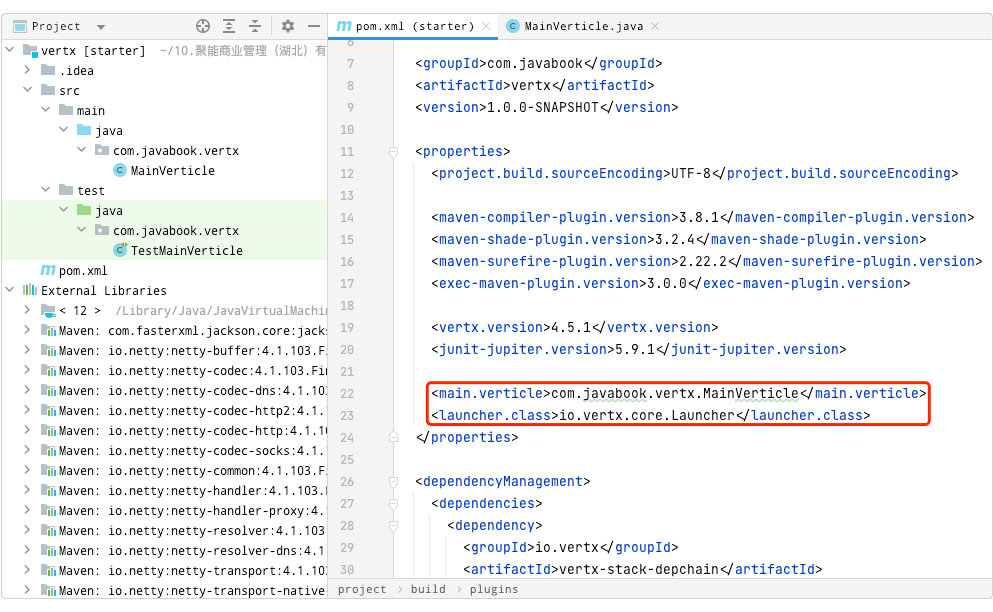 Project
vertx [starter] ~/10.聚能商业管理（湖北）有
.idea
src
main
java
com.javabook.vertx
MainVerticle
test
java
com.javabook.vertx
TestMainVerticle
pom.xml
External Libraries
< 12 > /Library/Java/JavaVirtualMachi
Maven: com.fasterxml.jackson.core:jacks
Maven: io.netty:netty-buffer:4.1.103.Fi
Maven: io.netty:netty-codec:4.1.103.Fin
Maven: io.netty:netty-codec-dns:4.1.103
Maven: io.netty:netty-codec-http2:4.1.1
Maven: io.netty:netty-codec-http:4.1.10
Maven: io.netty:netty-codec-socks:4.1.1
Maven: io.netty:netty-common:4.1.103.Fi
Maven: io.netty:netty-handler:4.1.103.F
Maven: io.netty:netty-handler-proxy:4.1
Maven: io.netty:netty-resolver:4.1.103
Maven: io.netty:netty-resolver-dns:4.1
Maven: io.netty:netty-transport:4.1.103
Maven: io.netty:netty-transport-native-
pom.xml (starter)
MainVerticle.java
6
7 <groupId>com.javabook</groupId>
8 <artifactId>vertx</artifactId>
9 <version>1.0.0-SNAPSHOT</version>
10
11 <properties>
12 <project.build.sourceEncoding>UTF-8</project.build.sourceEncoding>
13
14 <maven-compiler-plugin.version>3.8.1</maven-compiler-plugin.version>
15 <maven-shade-plugin.version>3.2.4</maven-shade-plugin.version>
16 <maven-surefire-plugin.version>2.22.2</maven-surefire-plugin.version>
17 <exec-maven-plugin.version>3.0.0</exec-maven-plugin.version>
18
19 <vertx.version>4.5.1</vertx.version>
20 <junit-jupiter.version>5.9.1</junit-jupiter.version>
21
22 <main.verticle>com.javabook.vertx.MainVerticle</main.verticle>
23 <launcher.class>io.vertx.core.Launcher</launcher.class>
24 </properties>
25
26 <dependencyManagement>
27 <dependencies>
28 <dependency>
29 <groupId>io.vertx</groupId>
30 <artifactId>vertx-stack-depchain</artifactId>
project › build › plugins